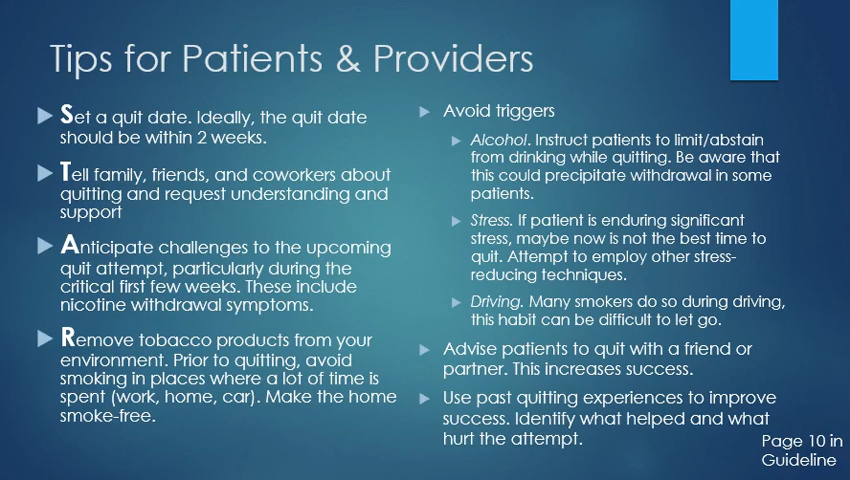 Tips for Patients & Providers
Set a quit date. Ideally, the quit date
should be within 2 weeks.
Tell family, friends, and coworkers about
quitting and request understanding and
support
Anticipate challenges to the upcoming
quit attempt, particularly during the
critical first few weeks. These include
nicotine withdrawal symptoms.
Remove tobacco products from your
environment. Prior to quitting, avoid
smoking in places where a lot of time is
spent (work, home, car). Make the home
smoke-free.
Avoid triggers
Alcohol. Instruct patients to limit/abstain
from drinking while quitting. Be aware that
this could precipitate withdrawal in some
patients.
Stress. If patient is enduring significant
stress, maybe now is not the best time to
quit. Attempt to employ other stress-
reducing techniques.
Driving. Many smokers do so during driving,
this habit can be difficult to let go.
Advise patients to quit with a friend or
partner. This increases success.
Use past quitting experiences to improve
success. Identify what helped and what
hurt the attempt.
Page 10 in
Guideline